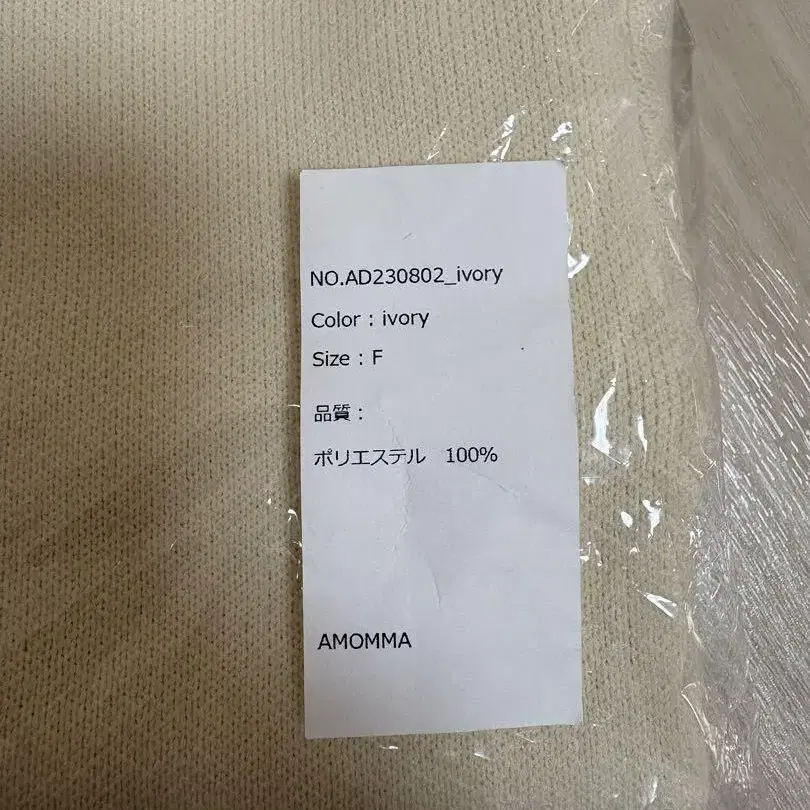 NO.AD230802_ivory
Color : ivory
Size : F
品質 :
ポリエステル 100%
AMOMMA